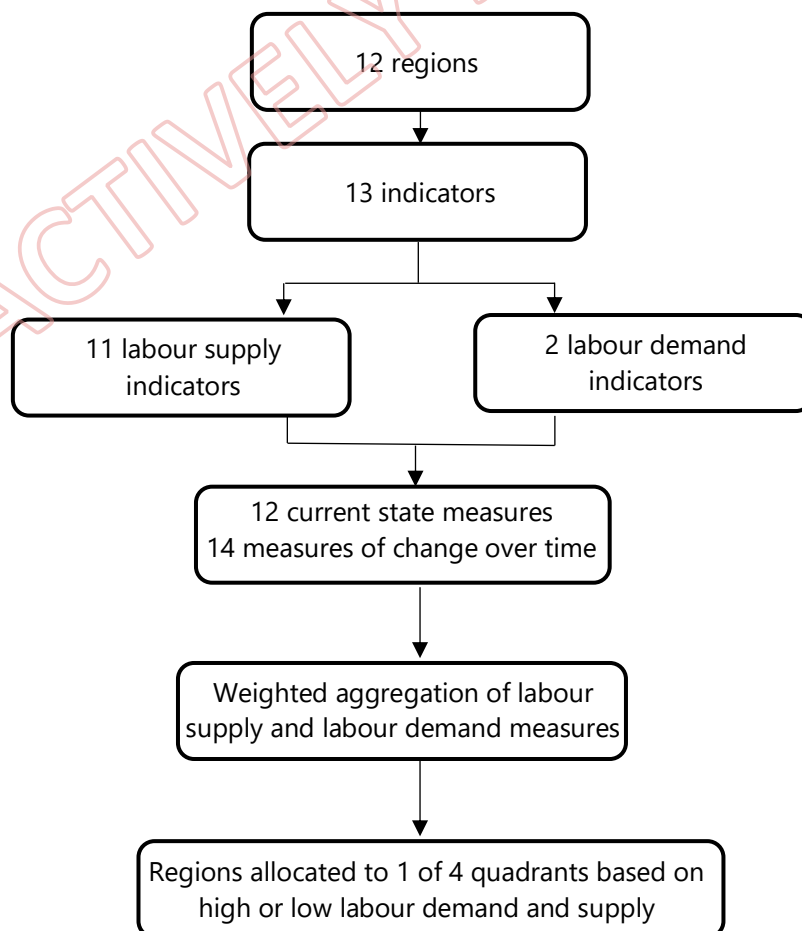 12 regions
13 indicators
11 labour supply
indicators
2 labour demand
indicators
12 current state measures
14 measures of change over time
Weighted aggregation of labour
supply and labour demand measures
Regions allocated to 1 of 4 quadrants based on
high or low labour demand and supply
ACTIVELY